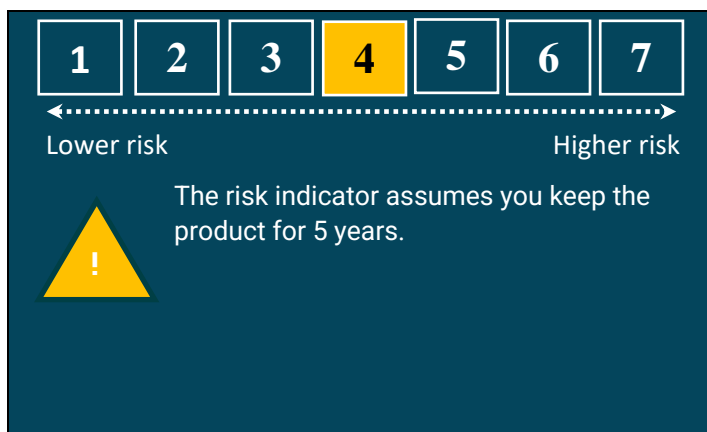 1 2 3 4 5 6 7
Lower risk Higher risk
The risk indicator assumes you keep the
product for 5 years.
!